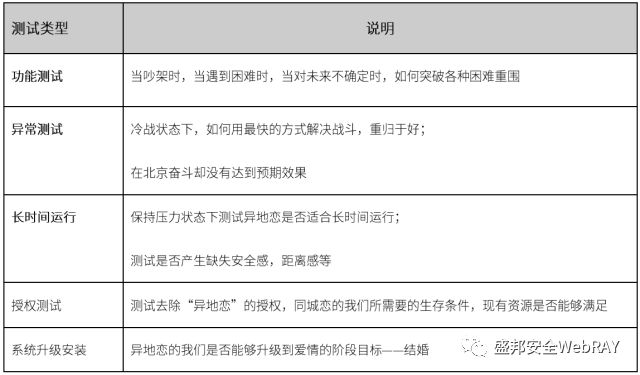 测试类型 说明
功能测试 当吵架时，当遇到困难时，当对未来不确定时，如何突破各种困难重围
异常测试 冷战状态下，如何用最快的方式解决战斗，重归于好；
在北京奋斗却没有达到预期效果
长时间运行 保持压力状态下测试异地恋是否适合长时间运行；
测试是否产生缺失安全感，距离感等
授权测试 测试去除“异地恋”的授权，同城恋的我们所需要的生存条件，现有资源是否能够满足
系统升级安装 异地恋的我们是否能够升级到爱情的阶段目标——结婚
盛邦安全WebRAY